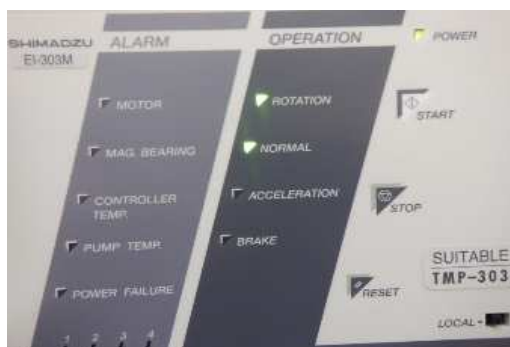 SHIMADZU
EI-303M
ALARM
MOTOR
MAG. BEARING
CONTROLLER
TEMP.
PUMP TEMP.
POWER FAILURE
1 2 3 4
OPERATION
ROTATION
NORMAL
ACCELERATION
BRAKE
POWER
START
STOP
RESET
SUITABLE
TMP-303
LOCAL-